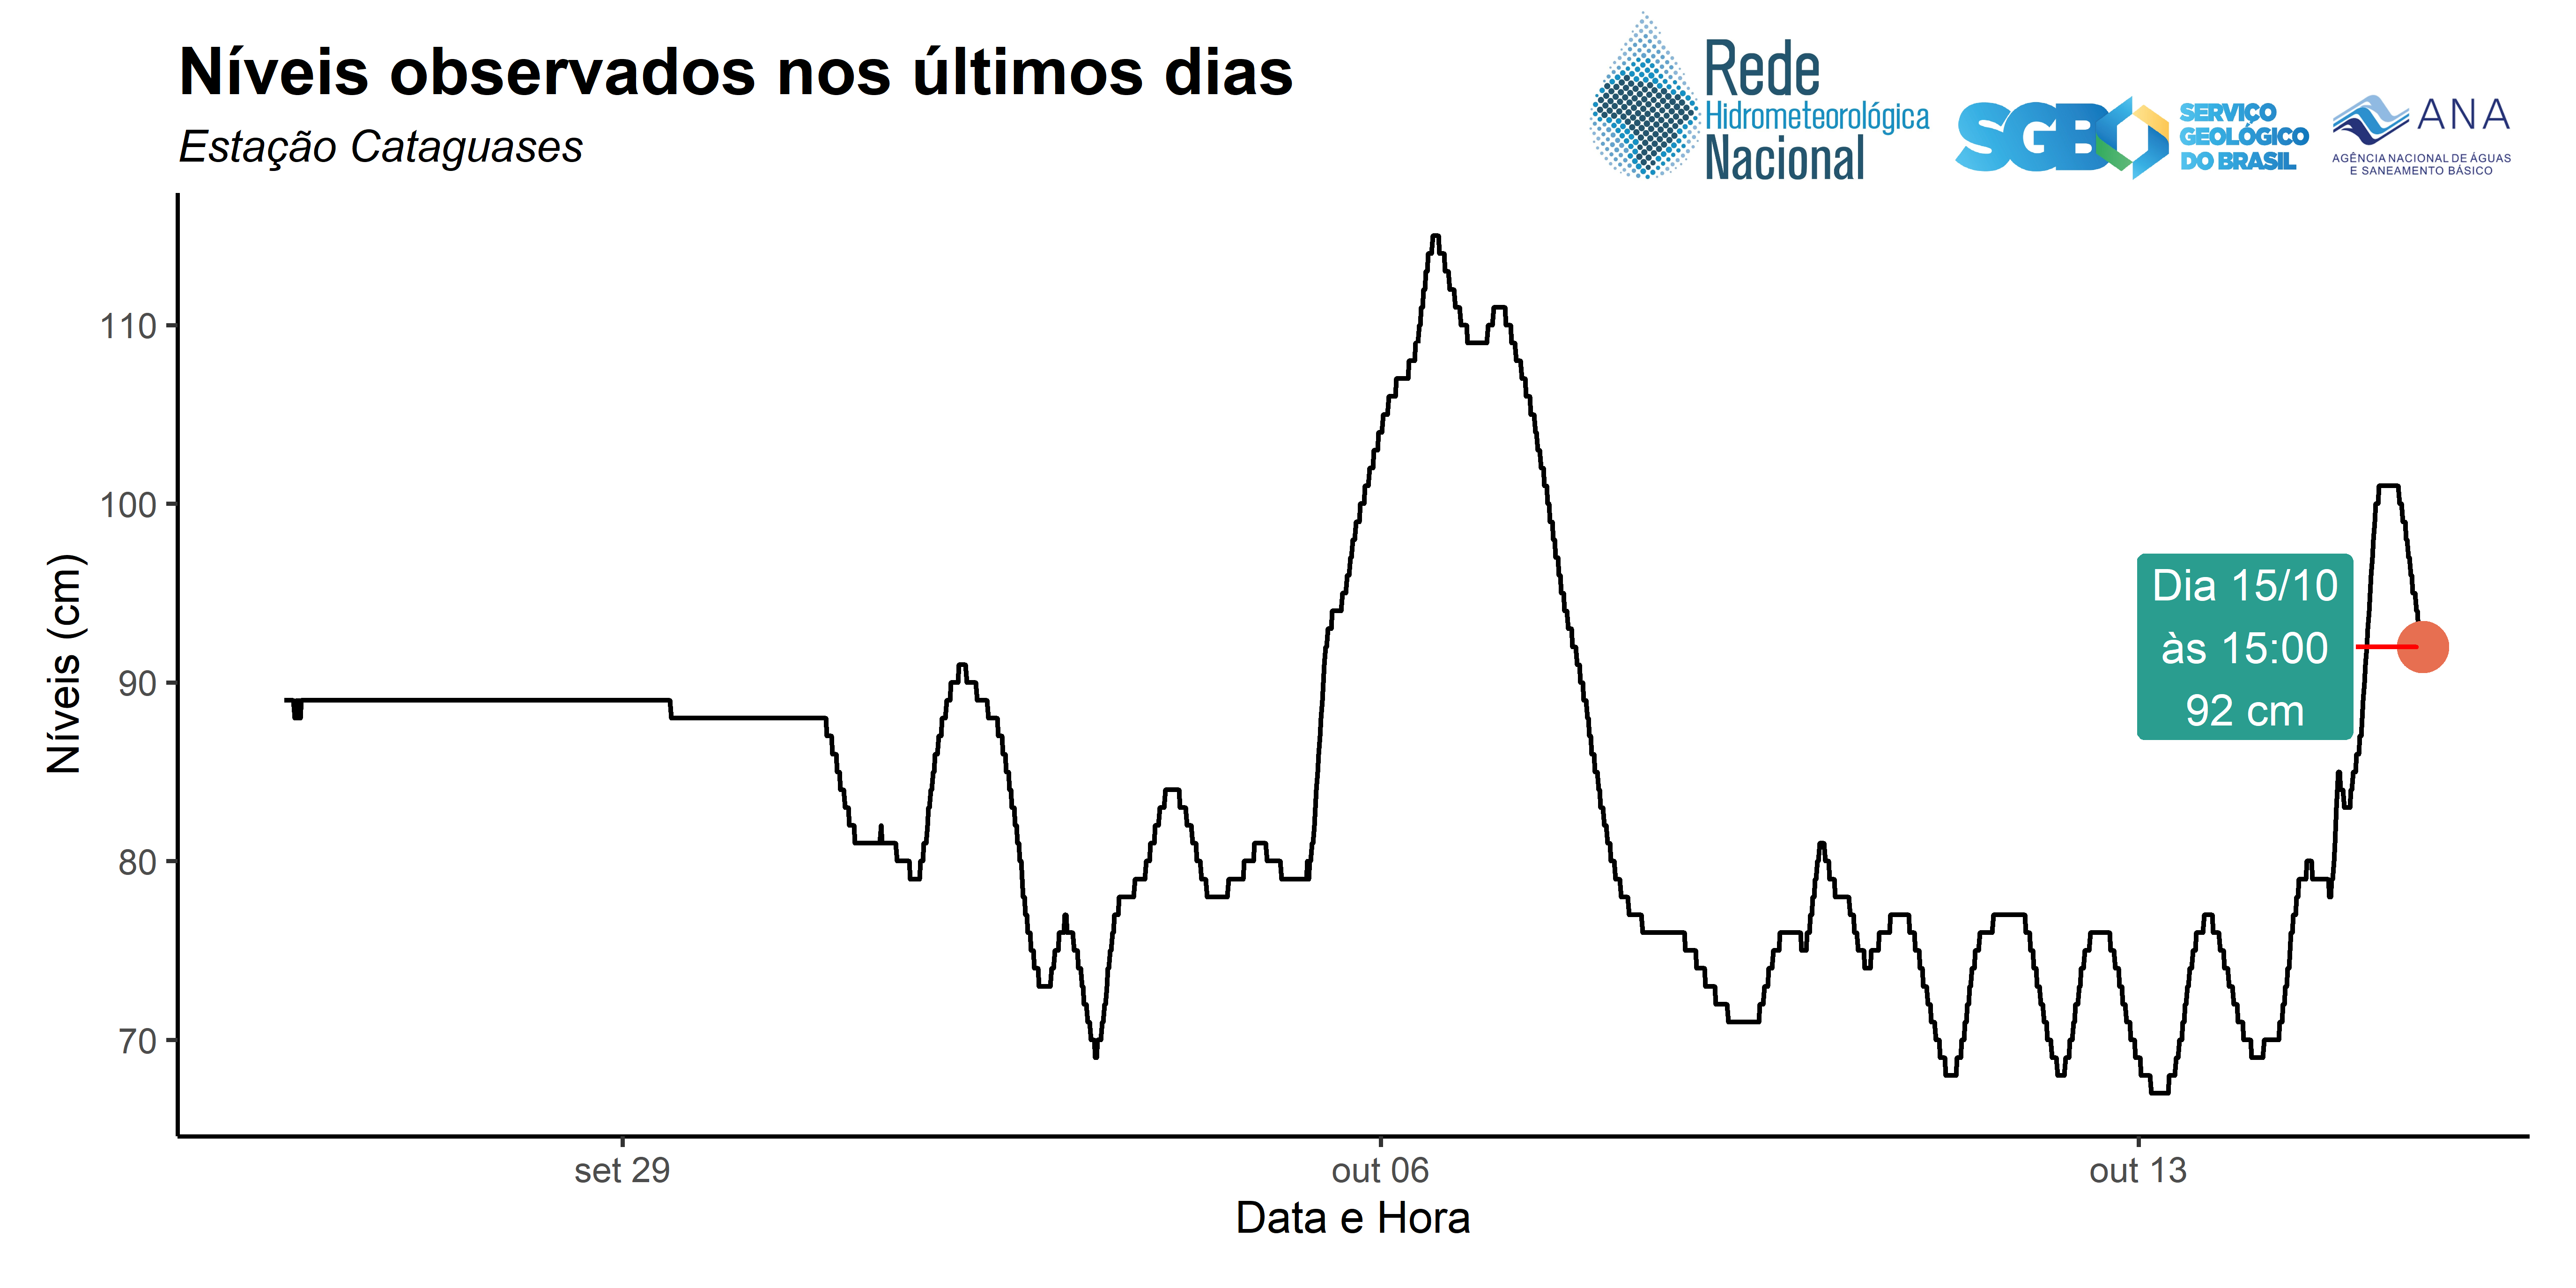 Níveis observados nos últimos dias
Estação Cataguases
Rede
Hidrometeorológica
Nacional
SGB
SERVIÇO
GEOLÓGICO
DO BRASIL
ANA
AGÊNCIA NACIONAL DE ÁGUAS
E SANEAMENTO BÁSICO
Níveis (cm)
110
100
90
80
70
Dia 15/10
às 15:00
92 cm
set 29
out 06
out 13
Data e Hora